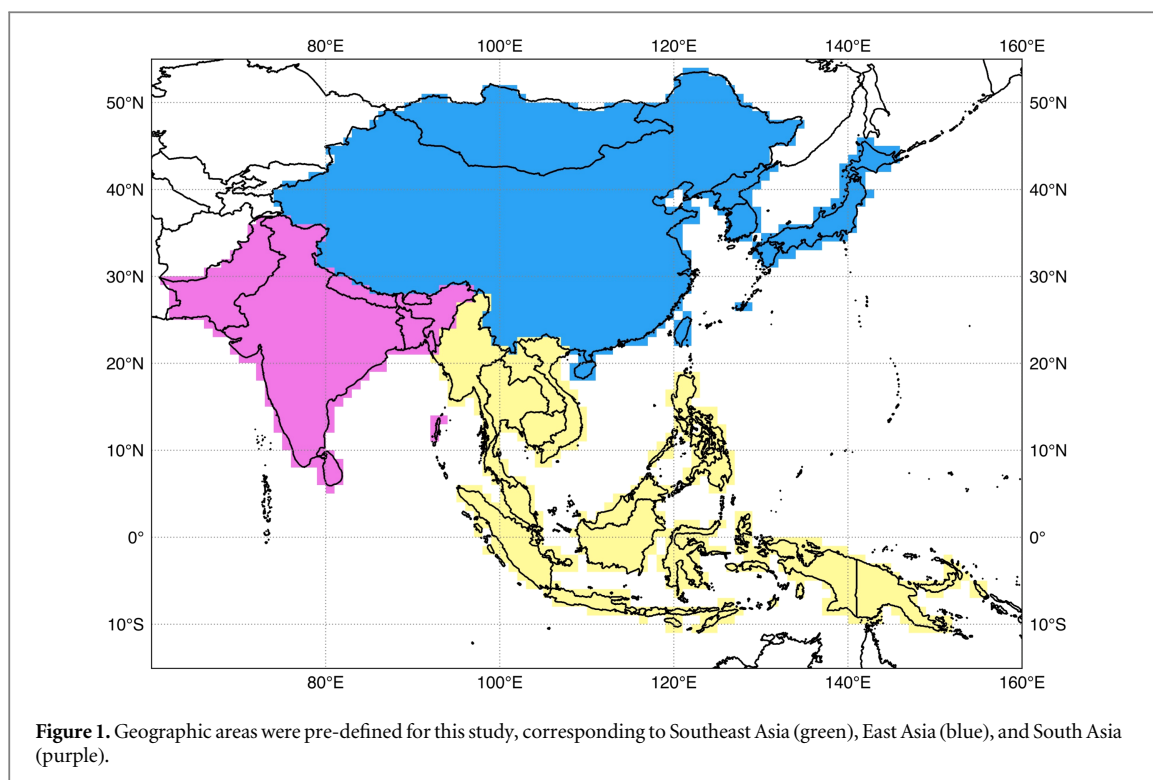 80°E 100°E 120°E 140°E 160°E
50°N 50°N
40°N 40°N
30°N 30°N
20°N 20°N
10°N 10°N
0° 0°
10°S 10°S
80°E 100°E 120°E 140°E 160°E
Figure 1. Geographic areas were pre-defined for this study, corresponding to Southeast Asia (green), East Asia (blue), and South Asia
(purple).